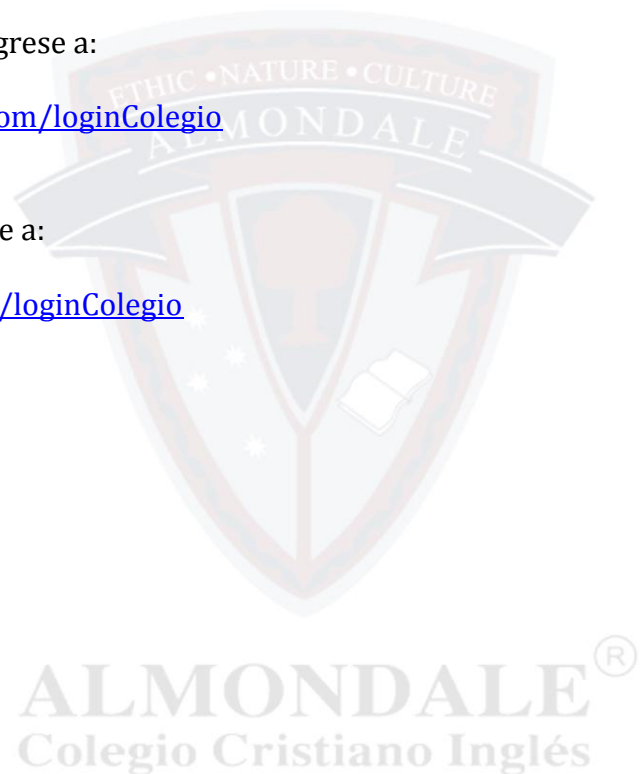 grese a:
ETHIC • NATURE • CULTURE
om/loginColegio
ALMONDALE
e a:
/loginColegio
ALMONDALE®
Colegio Cristiano Inglés